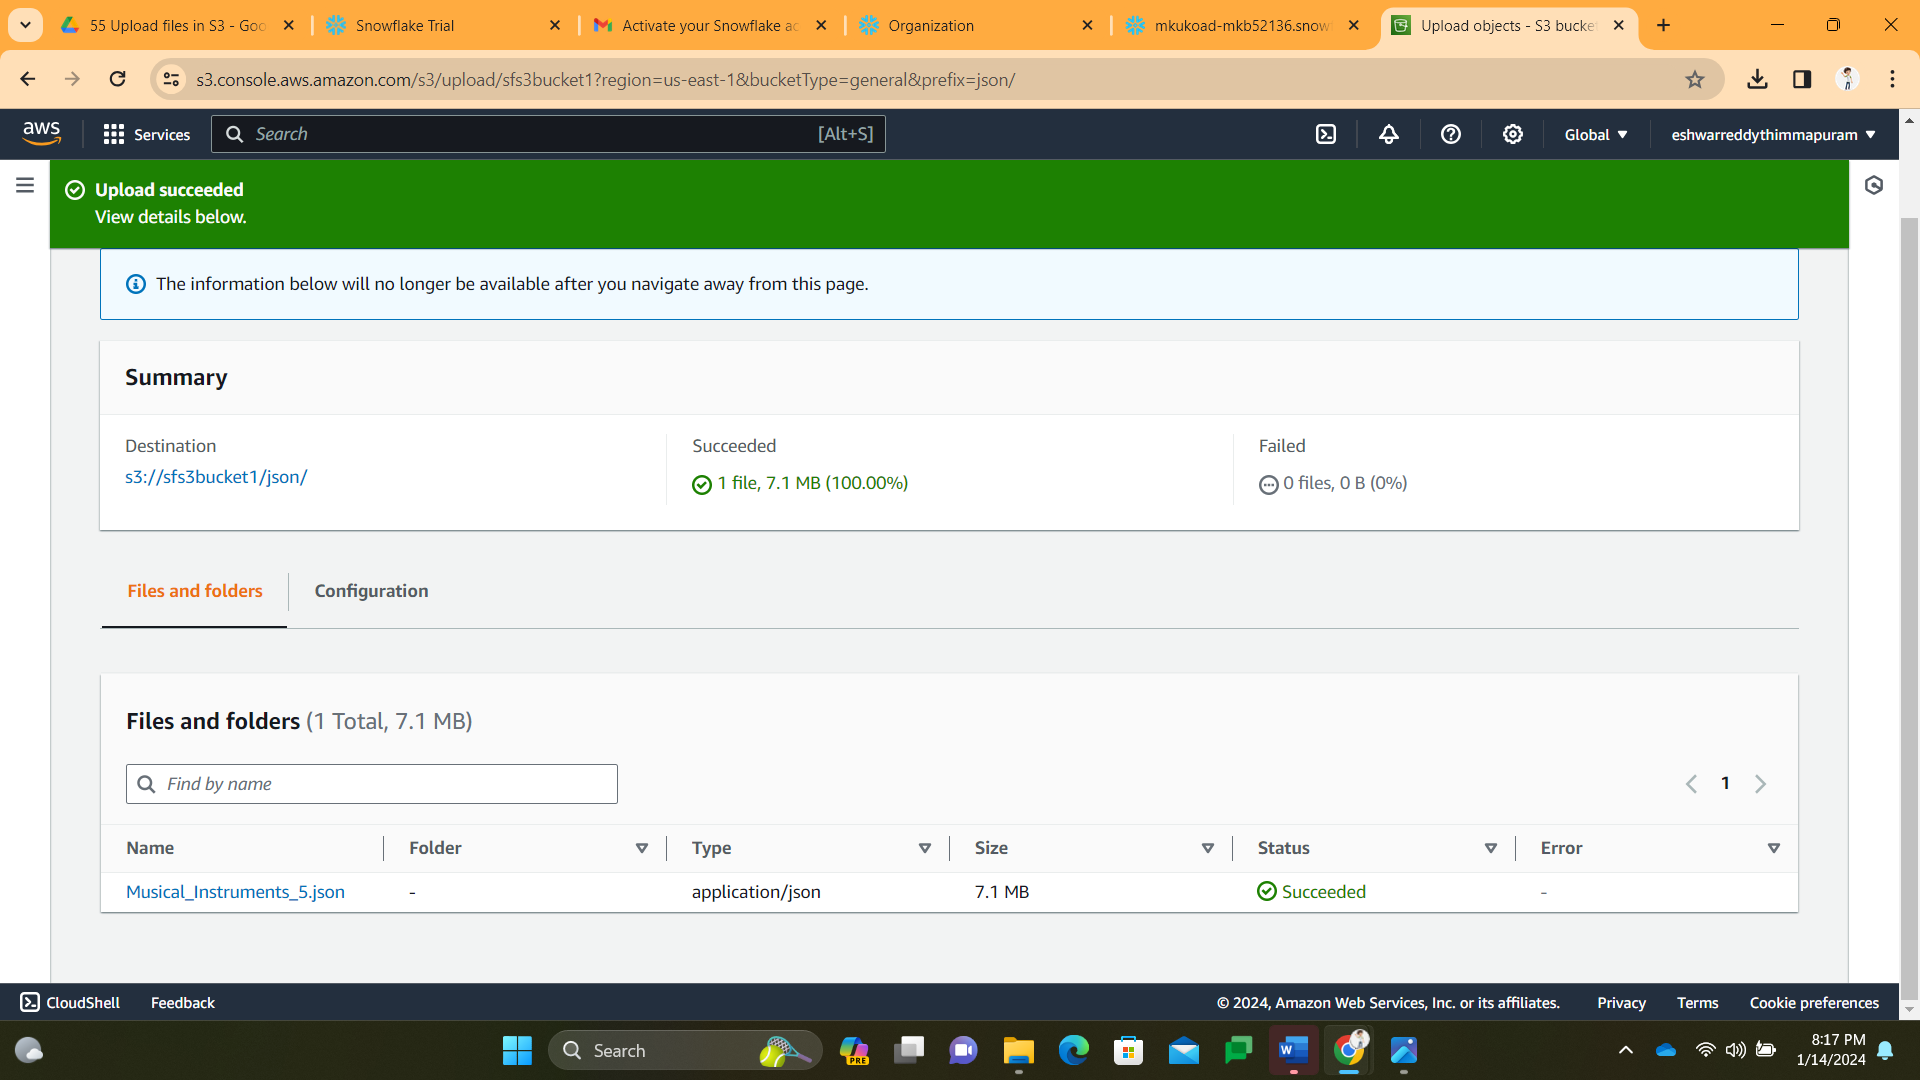 55 Upload files in S3 - Goo
Snowflake Trial
Activate your Snowflake ac
Organization
mkukoad-mkb52136.snowf
Upload objects - S3 bucke
s3.console.aws.amazon.com/s3/upload/sfs3bucket1?region=us-east-1&bucketType=general&prefix=json/
aws
Services
Search
[Alt+S]
Global
eshwarreddythimmapuram
Upload succeeded
View details below.
The information below will no longer be available after you navigate away from this page.
Summary
Destination
s3://sfs3bucket1/json/
Succeeded
1 file, 7.1 MB (100.00%)
Failed
0 files, 0 B (0%)
Files and folders
Configuration
Files and folders (1 Total, 7.1 MB)
Find by name
1
Name
Folder
Type
Size
Status
Error
Musical_Instruments_5.json
-
application/json
7.1 MB
Succeeded
-
CloudShell
Feedback
© 2024, Amazon Web Services, Inc. or its affiliates.
Privacy
Terms
Cookie preferences
Search
PRE
W
8:17 PM
1/14/2024